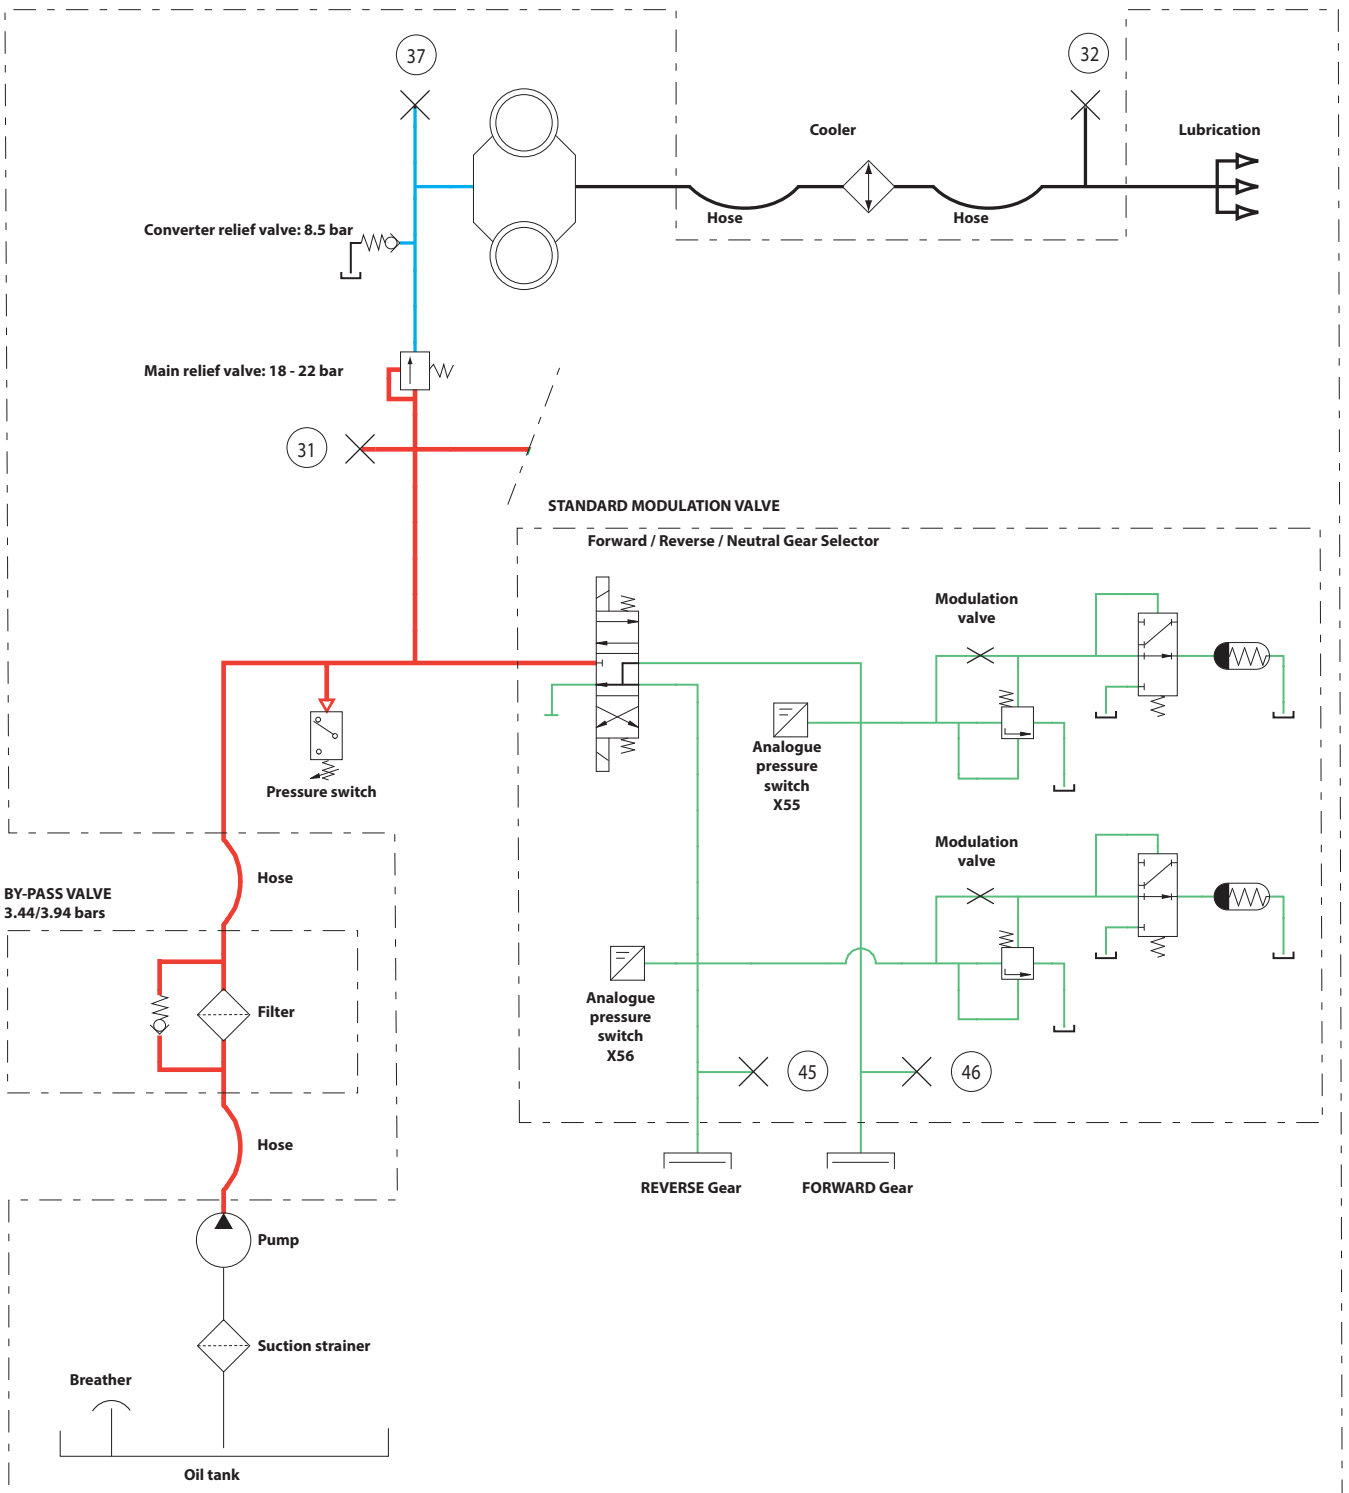 37
32
Cooler
Lubrication
Hose
Hose
Converter relief valve: 8.5 bar
Main relief valve: 18 - 22 bar
31
STANDARD MODULATION VALVE
Forward / Reverse / Neutral Gear Selector
Modulation
valve
Analogue
pressure
switch
X55
Pressure switch
Modulation
valve
Hose
BY-PASS VALVE
3.44/3.94 bars
Filter
Analogue
pressure
switch
X56
45
46
Hose
REVERSE Gear
FORWARD Gear
Pump
Suction strainer
Breather
Oil tank